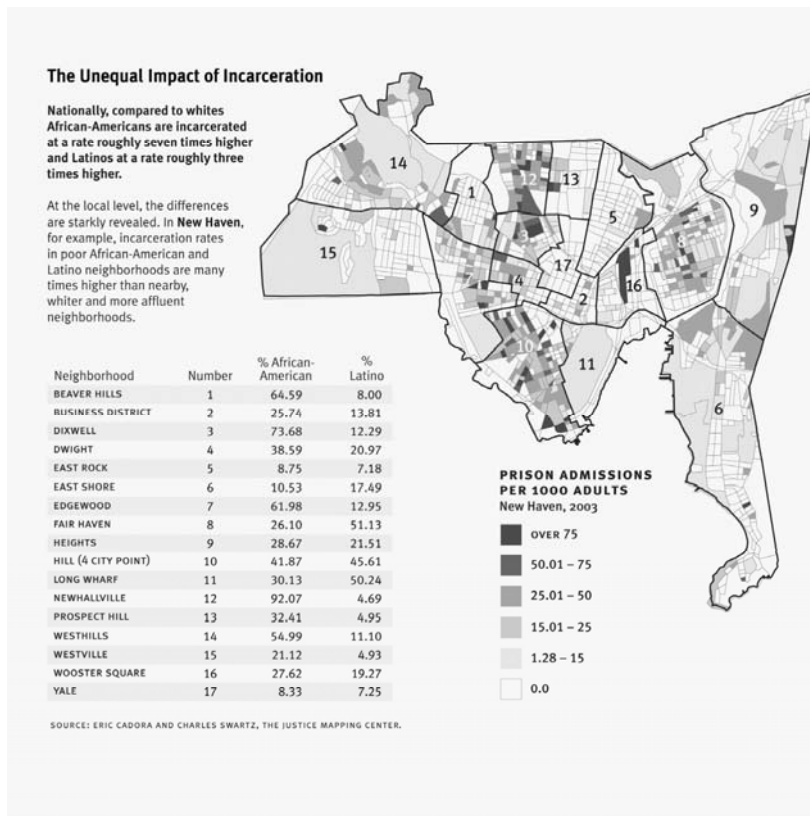 The Unequal Impact of Incarceration
Nationally, compared to whites
African-Americans are incarcerated
at a rate roughly seven times higher
and Latinos at a rate roughly three
times higher.
At the local level, the differences
are starkly revealed. In New Haven,
for example, incarceration rates
in poor African-American and
Latino neighborhoods are many
times higher than nearby,
whiter and more affluent
neighborhoods.
Neighborhood Number % African-American % Latino
BEAVER HILLS 1 64.59 8.00
BUSINESS DISTRICT 2 25.74 13.81
DIXWELL 3 73.68 12.29
DWIGHT 4 38.59 20.97
EAST ROCK 5 8.75 7.18
EAST SHORE 6 10.53 17.49
EDGEWOOD 7 61.98 12.95
FAIR HAVEN 8 26.10 51.13
HEIGHTS 9 28.67 21.51
HILL (4 CITY POINT) 10 41.87 45.61
LONG WHARF 11 30.13 50.24
NEWHALLVILLE 12 92.07 4.69
PROSPECT HILL 13 32.41 4.95
WESTHILLS 14 54.99 11.10
WESTVILLE 15 21.12 4.93
WOOSTER SQUARE 16 27.62 19.27
YALE 17 8.33 7.25
SOURCE: ERIC CADORA AND CHARLES SWARTZ, THE JUSTICE MAPPING CENTER.
14
12
13
1
5
9
15
3
8
17
7
4
16
2
10
11
6
PRISON ADMISSIONS
PER 1000 ADULTS
New Haven, 2003
OVER 75
50.01 – 75
25.01 – 50
15.01 – 25
1.28 – 15
0.0